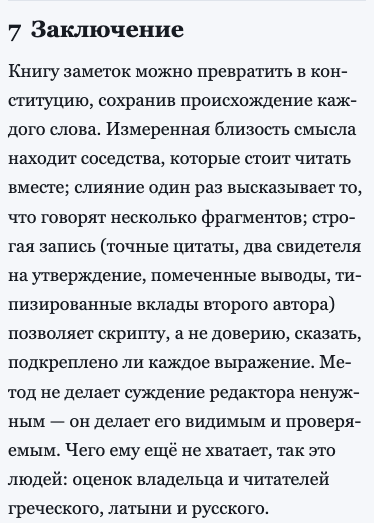 7 Заключение
Книгу заметок можно превратить в кон-
ституцию, сохранив происхождение каж-
дого слова. Измеренная близость смысла
находит соседства, которые стоит читать
вместе; слияние один раз высказывает то,
что говорят несколько фрагментов; стро-
гая запись (точные цитаты, два свидетеля
на утверждение, помеченные выводы, ти-
пизированные вклады второго автора)
позволяет скрипту, а не доверию, сказать,
подкреплено ли каждое выражение. Ме-
тод не делает суждение редактора ненуж-
ным — он делает его видимым и проверя-
емым. Чего ему ещё не хватает, так это
людей: оценок владельца и читателей
греческого, латыни и русского.